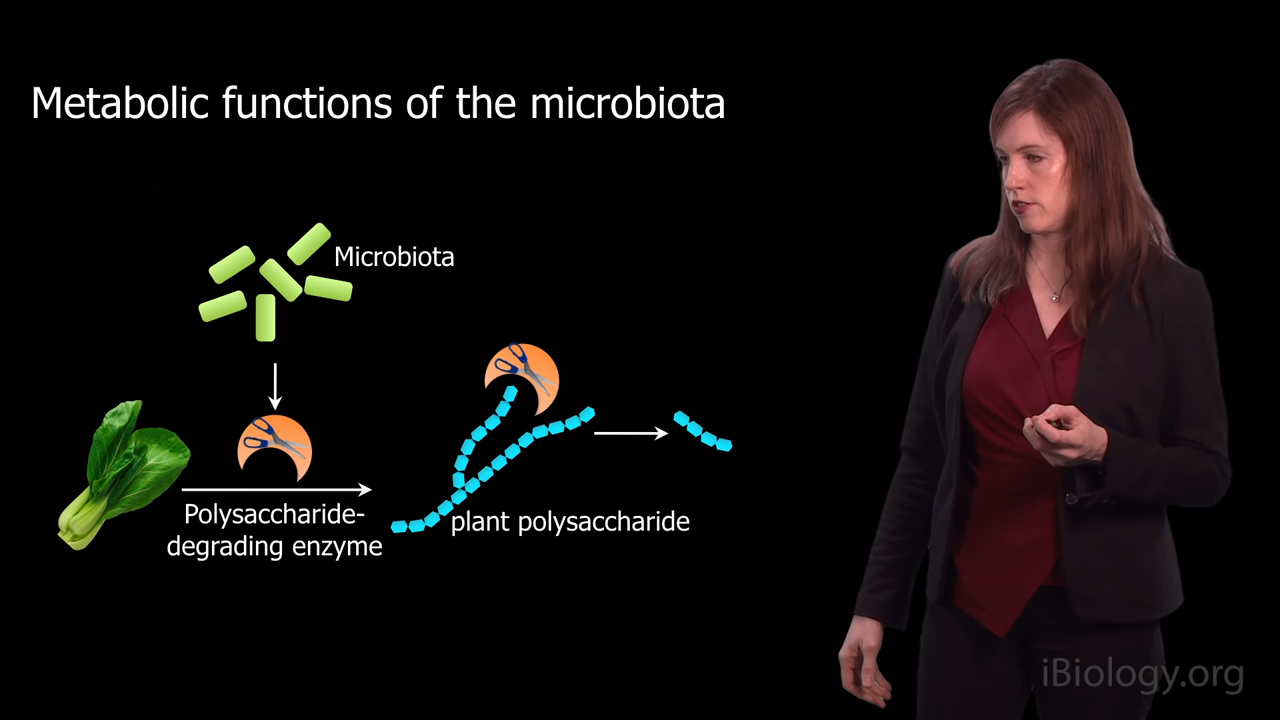 Metabolic functions of the microbiota
Microbiota
Polysaccharide-
degrading enzyme
plant polysaccharide
iBiology.org